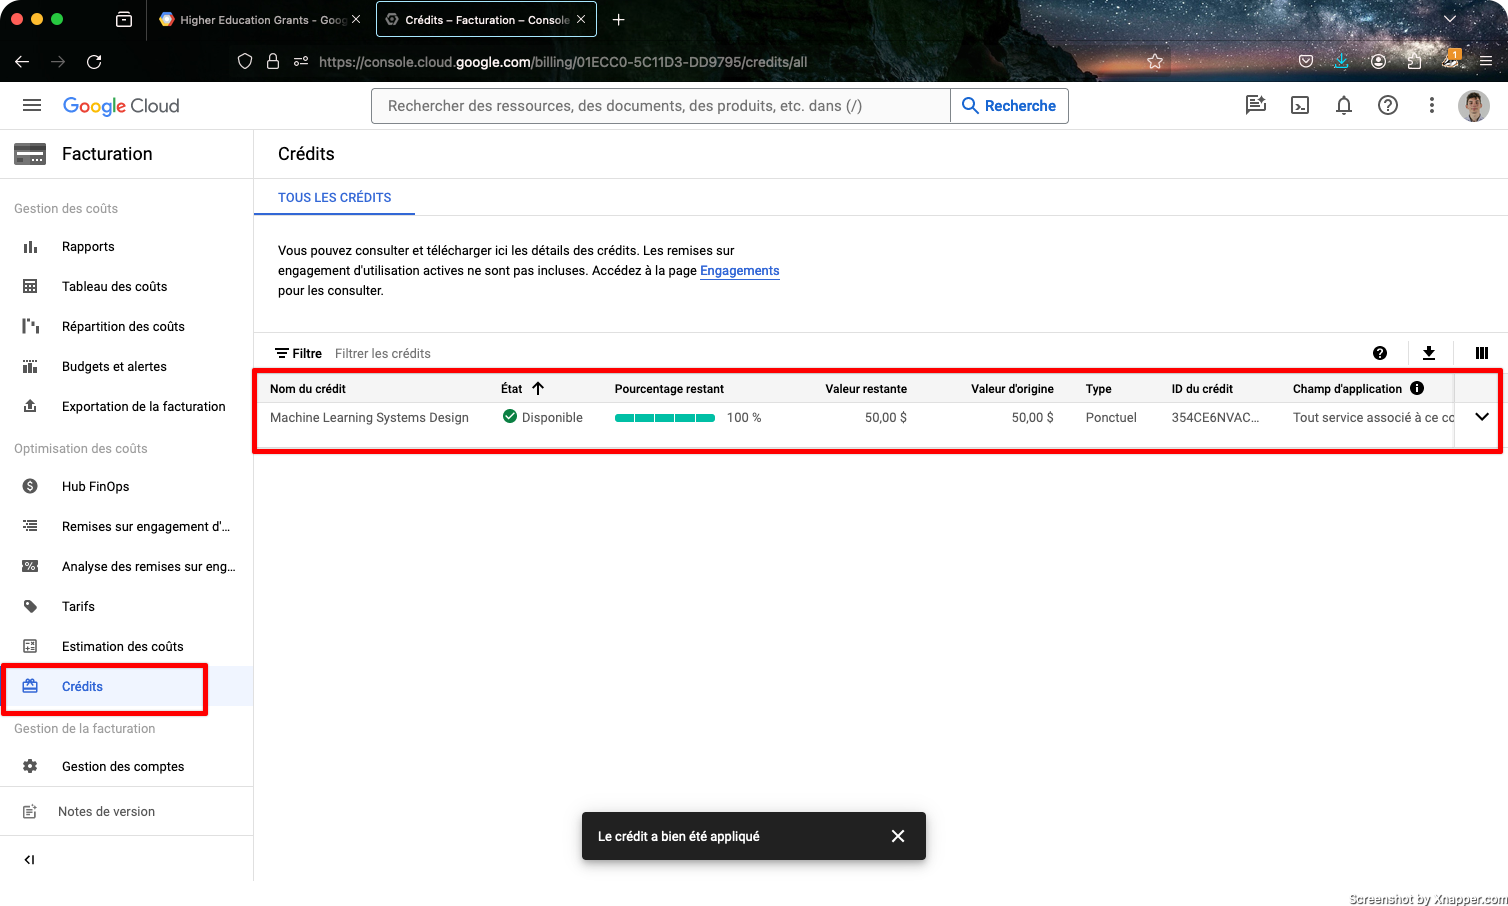 Higher Education Grants - Goog
Crédits – Facturation – Console
https://console.cloud.google.com/billing/01ECC0-5C11D3-DD9795/credits/all
1
Google Cloud
Rechercher des ressources, des documents, des produits, etc. dans (/)
Recherche
Facturation
Crédits
TOUS LES CRÉDITS
Gestion des coûts
Rapports
Tableau des coûts
Répartition des coûts
Budgets et alertes
Exportation de la facturation
Optimisation des coûts
Hub FinOps
Remises sur engagement d'...
Analyse des remises sur eng...
Tarifs
Estimation des coûts
Crédits
Gestion de la facturation
Gestion des comptes
Notes de version
Vous pouvez consulter et télécharger ici les détails des crédits. Les remises sur
engagement d'utilisation actives ne sont pas incluses. Accédez à la page Engagements
pour les consulter.
Filtre Filtrer les crédits
Nom du crédit État Pourcentage restant Valeur restante Valeur d'origine Type ID du crédit Champ d'application
Machine Learning Systems Design Disponible 100 % 50,00 $ 50,00 $ Ponctuel 354CE6NVAC... Tout service associé à ce co
Le crédit a bien été appliqué
Screenshot by Xnapper.com